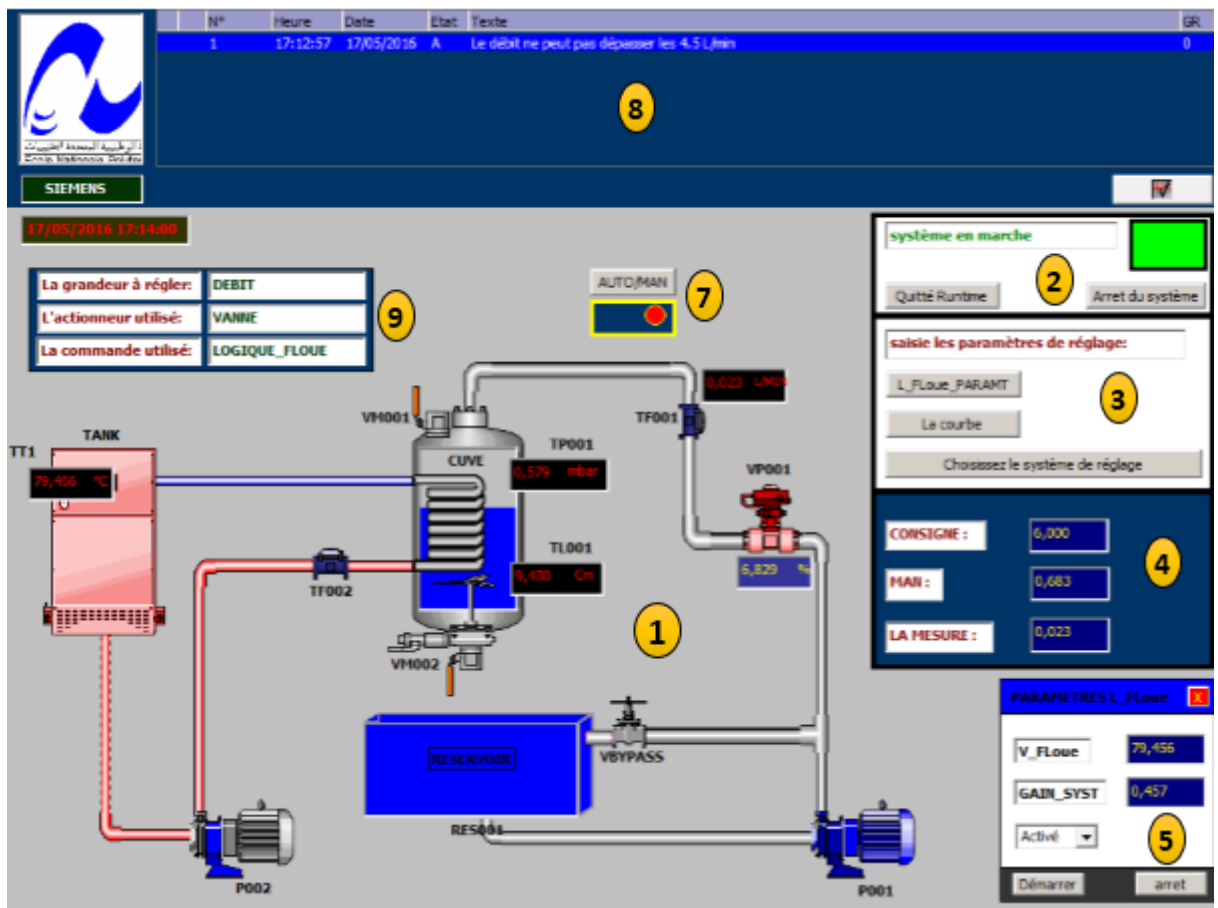 N° Heure Date Etat Texte GR
1 17:12:57 17/05/2016 A Le débit ne peut pas dépasser les 4.5 L/min 0
8
SIEMENS
17/05/2016 17:14:00
système en marche
2
Quitté Runtime
Arret du système
La grandeur à régler: DEBIT
L'actionneur utilisé: VANNE
La commande utilisé: LOGIQUE_FLOUE
9
AUTO/MAN
7
saisie les paramètres de réglage:
L_FLoue_PARAMT
La courbe
3
Choisissez le système de réglage
0,023 L/MIN
VM001
TF001
TANK
TT1
79,456 °C
CUVE
TP001
0,579 mbar
VP001
6,829 %
TL001
9,430 Cm
TF002
VM002
1
CONSIGNE : 6,000
MAN : 0,683
LA MESURE : 0,023
4
RESERVOIR
VBYPASS
RES001
P002
P001
PARAMETRES L_FLoue X
V_FLoue 79,456
GAIN_SYST 0,457
Activé
5
Démarrer
arret